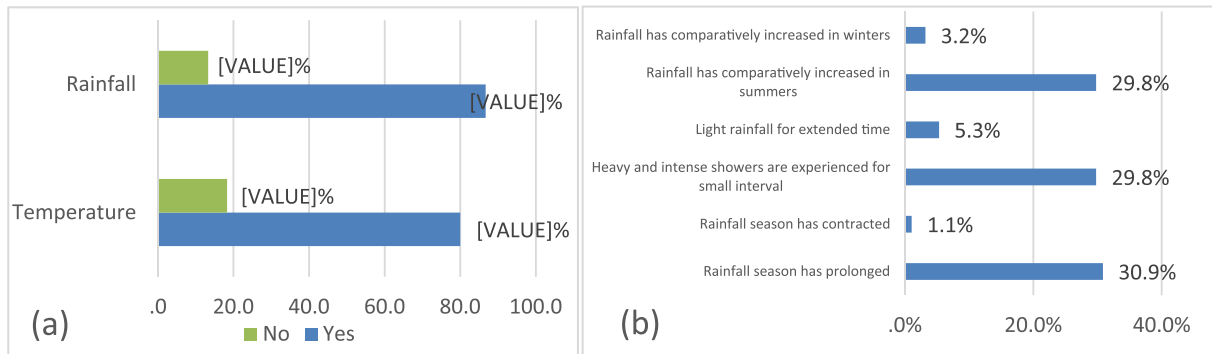 Rainfall
[VALUE]%
[VALUE]%
Temperature
[VALUE]%
[VALUE]%
.0 20.0 40.0 60.0 80.0 100.0
No Yes
(a)
Rainfall has comparatively increased in winters
3.2%
Rainfall has comparatively increased in
summers
29.8%
Light rainfall for extended time
5.3%
Heavy and intense showers are experienced for
small interval
29.8%
Rainfall season has contracted
1.1%
Rainfall season has prolonged
30.9%
.0% 20.0% 40.0%
(b)